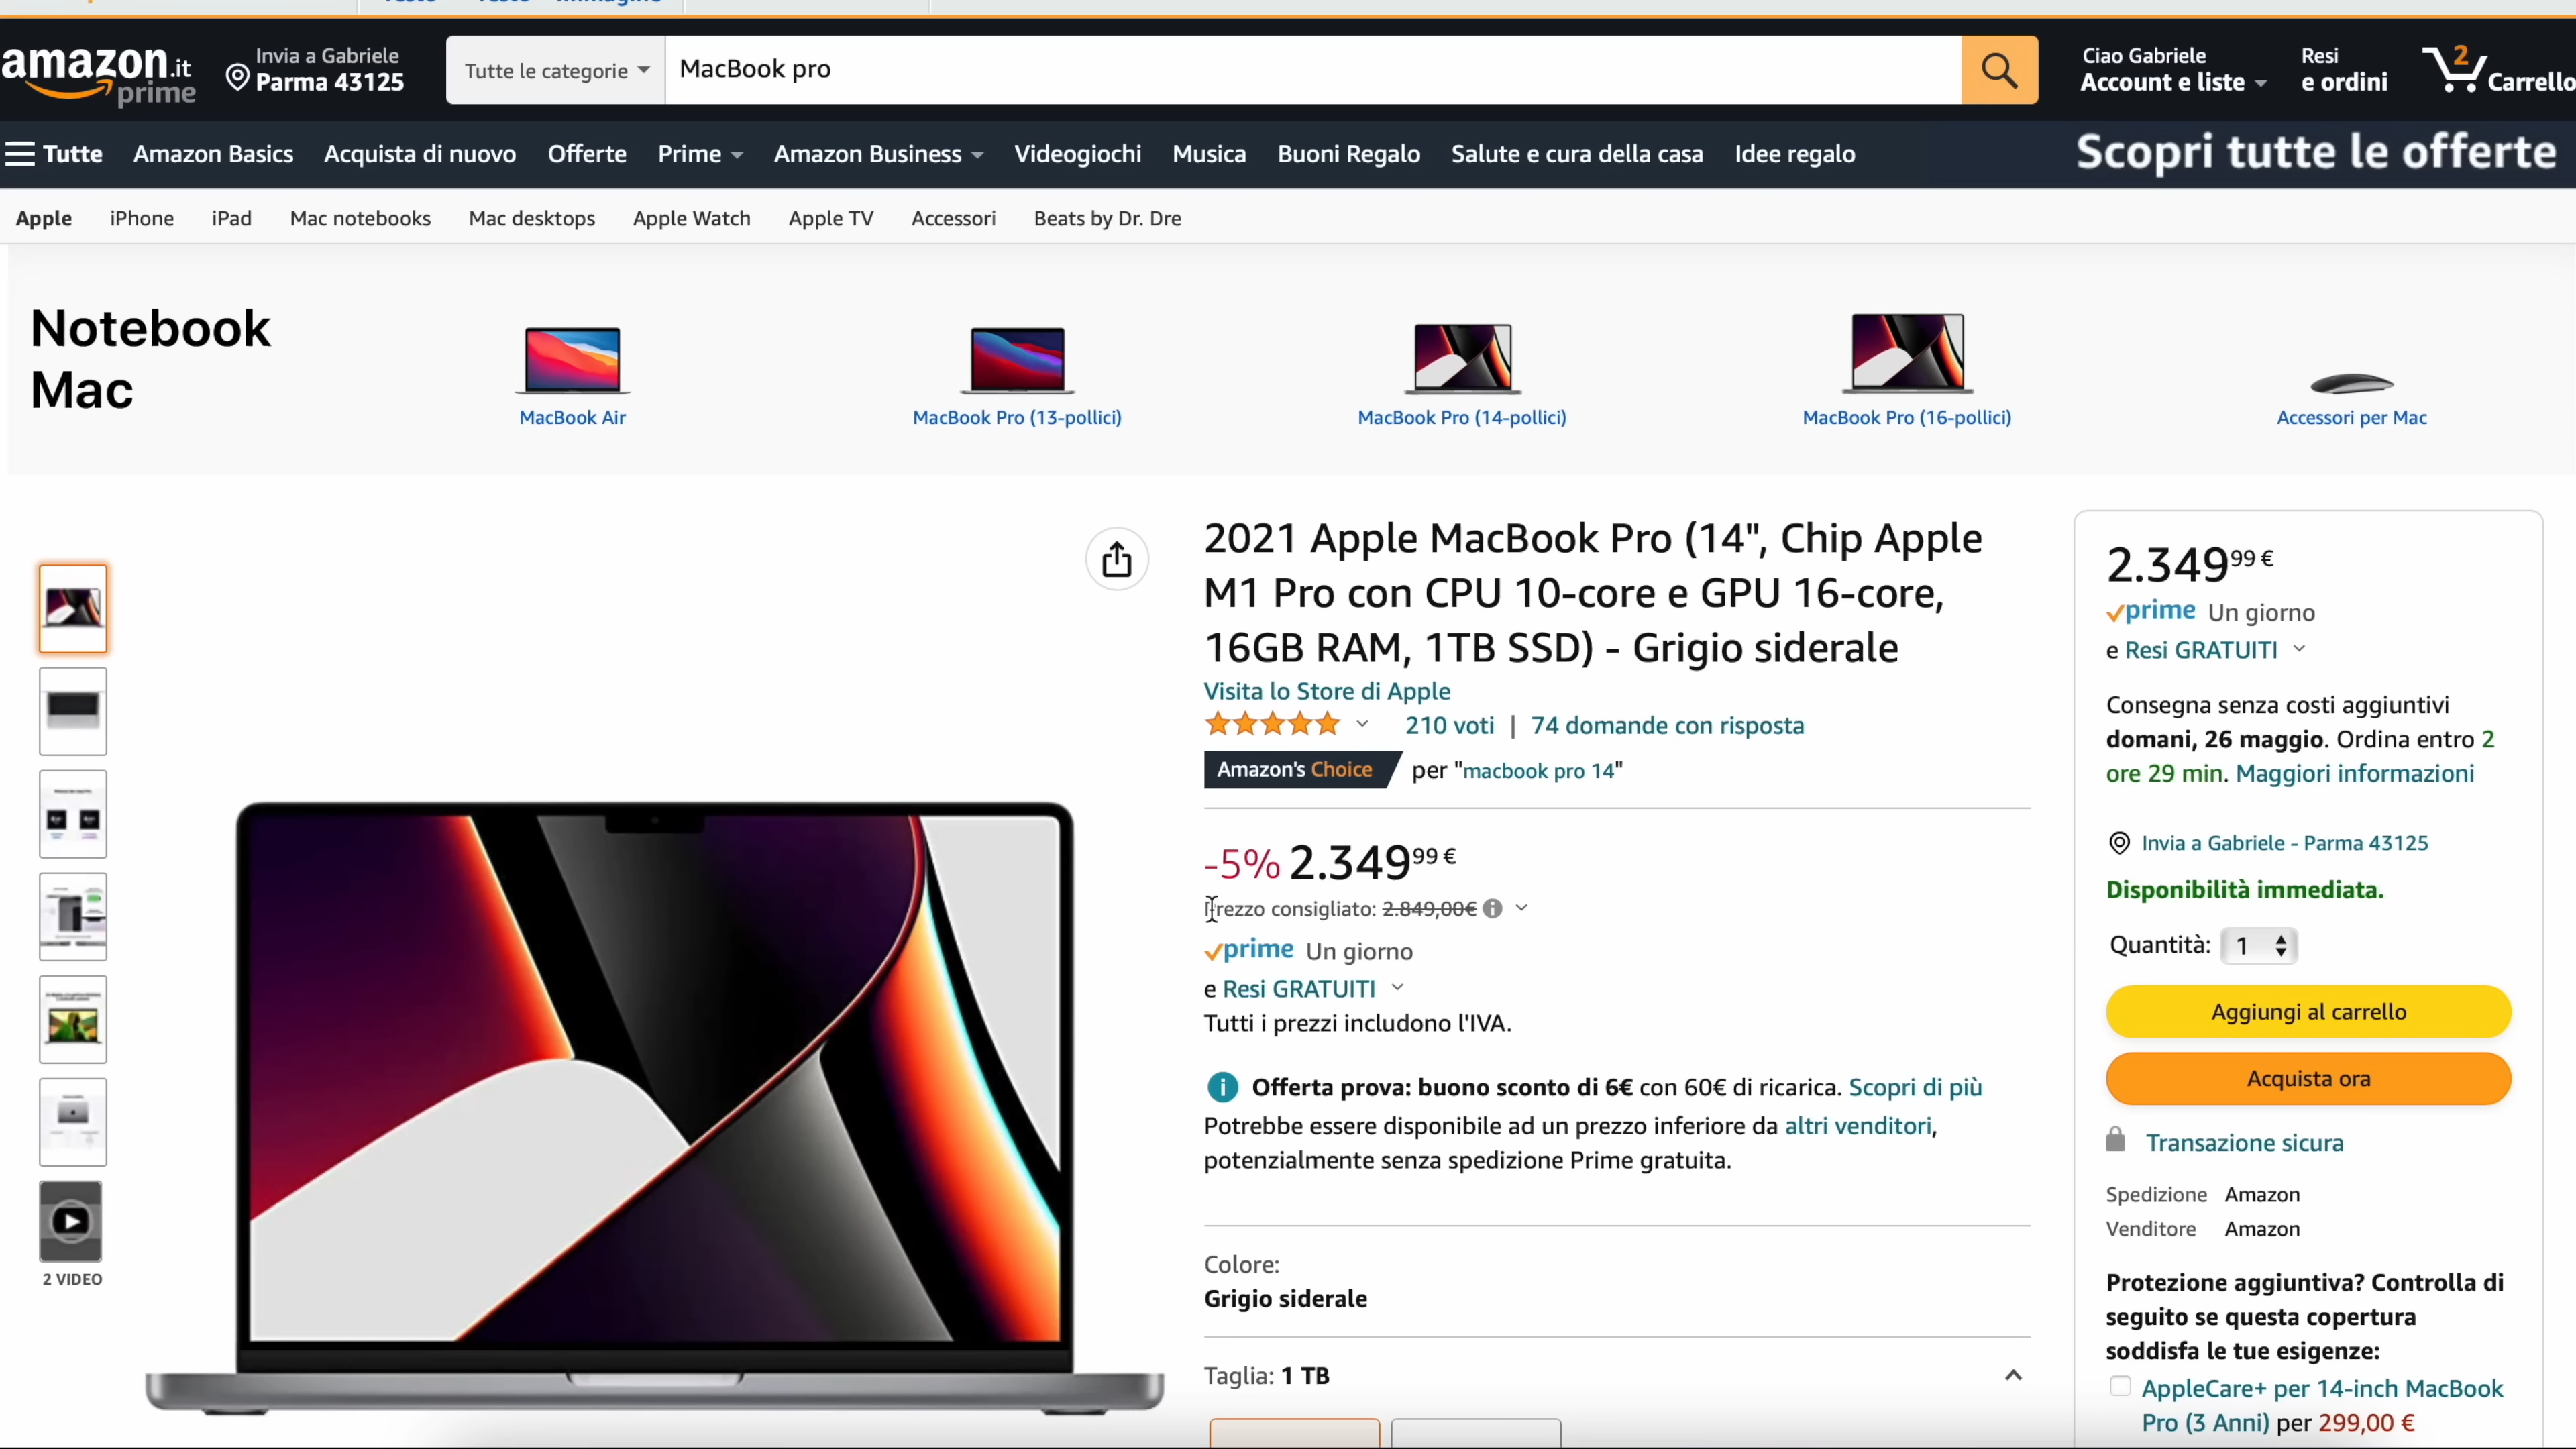 amazon.it
prime
Invia a Gabriele
Parma 43125
Tutte le categorie
MacBook pro
Ciao Gabriele
Account e liste
Resi
e ordini
2
Carrello
Tutte
Amazon Basics
Acquista di nuovo
Offerte
Prime
Amazon Business
Videogiochi
Musica
Buoni Regalo
Salute e cura della casa
Idee regalo
Scopri tutte le offerte
Apple
iPhone
iPad
Mac notebooks
Mac desktops
Apple Watch
Apple TV
Accessori
Beats by Dr. Dre
Notebook
Mac
MacBook Air
MacBook Pro (13-pollici)
MacBook Pro (14-pollici)
MacBook Pro (16-pollici)
Accessori per Mac
2 VIDEO
2021 Apple MacBook Pro (14", Chip Apple
M1 Pro con CPU 10-core e GPU 16-core,
16GB RAM, 1TB SSD) - Grigio siderale
Visita lo Store di Apple
210 voti | 74 domande con risposta
Amazon's Choice per "macbook pro 14"
-5% 2.349 99 €
Prezzo consigliato: 2.849,00€
prime Un giorno
e Resi GRATUITI
Tutti i prezzi includono l'IVA.
Offerta prova: buono sconto di 6€ con 60€ di ricarica. Scopri di più
Potrebbe essere disponibile ad un prezzo inferiore da altri venditori,
potenzialmente senza spedizione Prime gratuita.
Colore:
Grigio siderale
Taglia: 1 TB
2.349 99 €
prime Un giorno
e Resi GRATUITI
Consegna senza costi aggiuntivi
domani, 26 maggio. Ordina entro 2
ore 29 min. Maggiori informazioni
Invia a Gabriele - Parma 43125
Disponibilità immediata.
Quantità: 1
Aggiungi al carrello
Acquista ora
Transazione sicura
Spedizione Amazon
Venditore Amazon
Protezione aggiuntiva? Controlla di
seguito se questa copertura
soddisfa le tue esigenze:
AppleCare+ per 14-inch MacBook
Pro (3 Anni) per 299,00 €